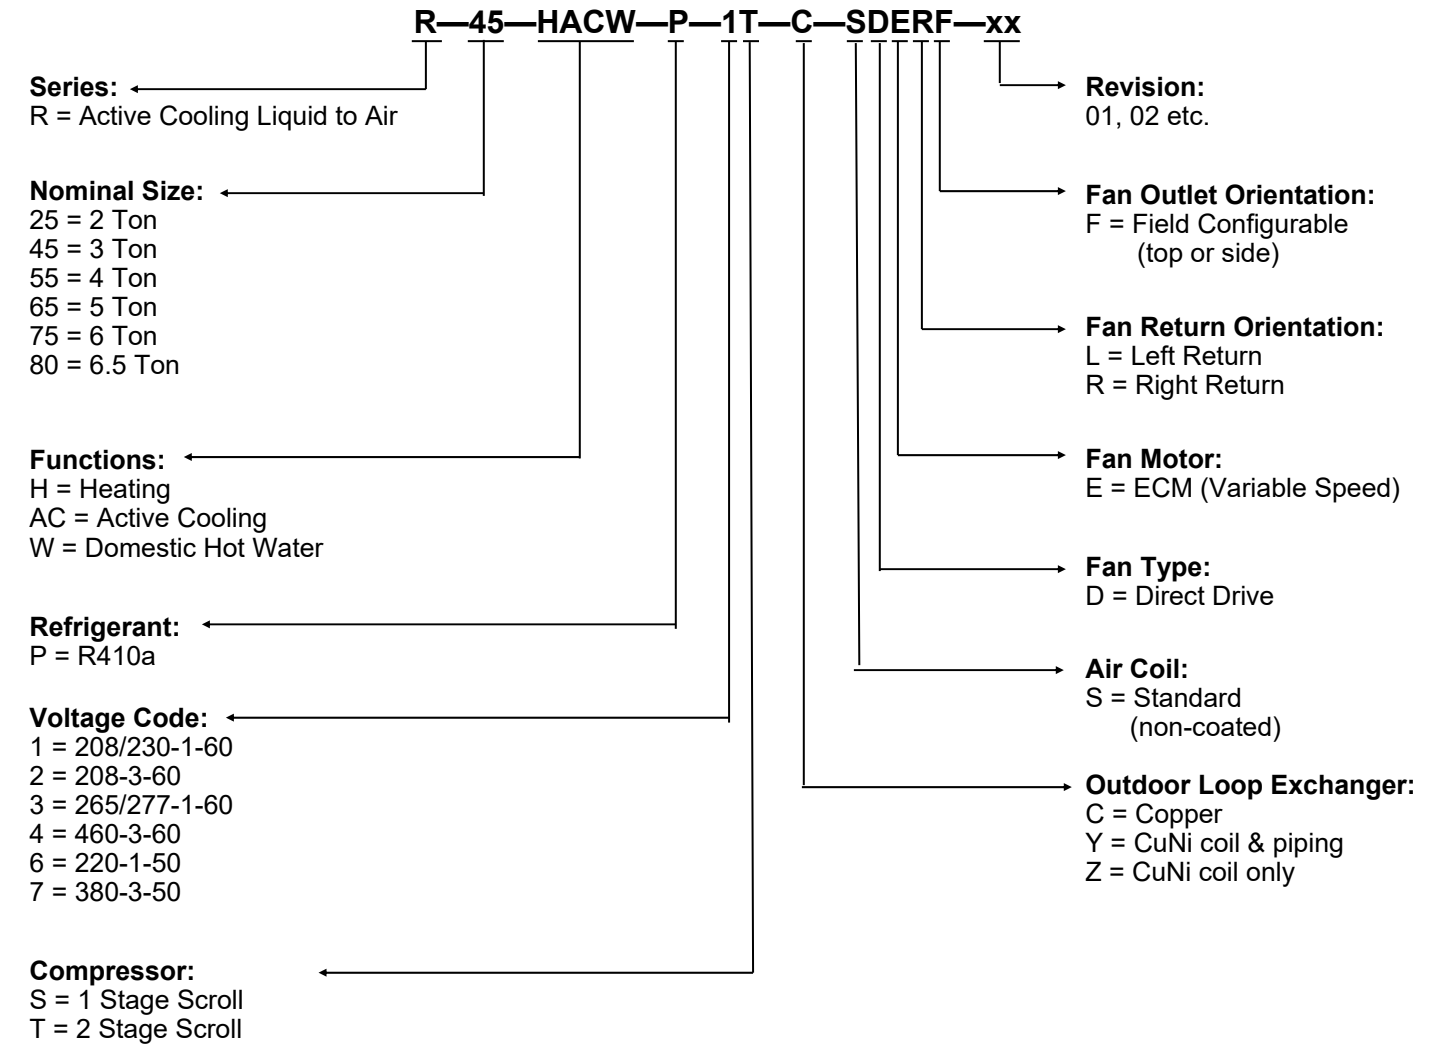 R—45—HACW—P—1T—C—SDERF—xx
Series:
R = Active Cooling Liquid to Air
Nominal Size:
25 = 2 Ton
45 = 3 Ton
55 = 4 Ton
65 = 5 Ton
75 = 6 Ton
80 = 6.5 Ton
Functions:
H = Heating
AC = Active Cooling
W = Domestic Hot Water
Refrigerant:
P = R410a
Voltage Code:
1 = 208/230-1-60
2 = 208-3-60
3 = 265/277-1-60
4 = 460-3-60
6 = 220-1-50
7 = 380-3-50
Compressor:
S = 1 Stage Scroll
T = 2 Stage Scroll
Revision:
01, 02 etc.
Fan Outlet Orientation:
F = Field Configurable
(top or side)
Fan Return Orientation:
L = Left Return
R = Right Return
Fan Motor:
E = ECM (Variable Speed)
Fan Type:
D = Direct Drive
Air Coil:
S = Standard
(non-coated)
Outdoor Loop Exchanger:
C = Copper
Y = CuNi coil & piping
Z = CuNi coil only